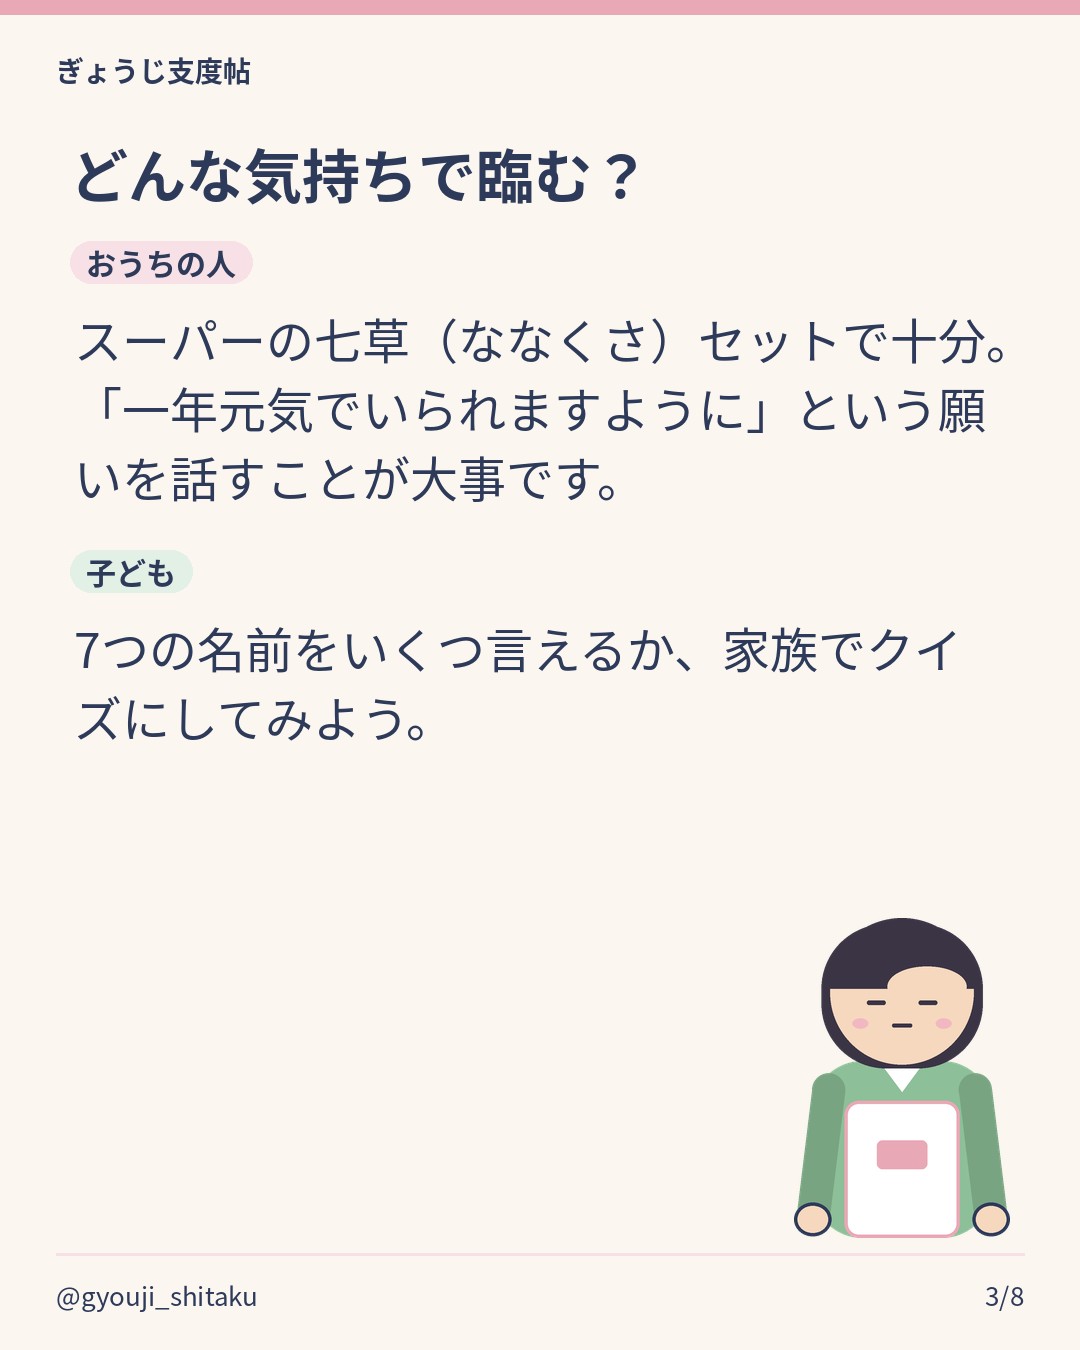 ぎょうじ支度帖
どんな気持ちで臨む？
おうちの人
スーパーの七草（ななくさ）セットで十分。
「一年元気でいられますように」という願
いを話すことが大事です。
子ども
7つの名前をいくつ言えるか、家族でクイ
ズにしてみよう。
@gyouji_shitaku
3/8